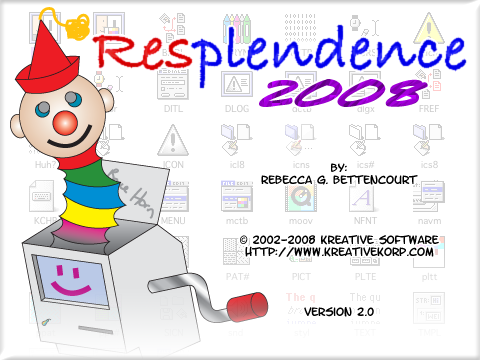 Resplendence
2008
BY:
REBECCA G. BETTENCOURT
© 2002-2008 KREATIVE SOFTWARE
HTTP://WWW.KREATIVEKORP.COM
VERSION 2.0
DITL
DLOG
FREF
Huh?
ICON
icl8
icns
ics#
ics8
KCHR
MENU
mctb
moov
NFNT
navm
PAT#
PICT
PLTE
pltt